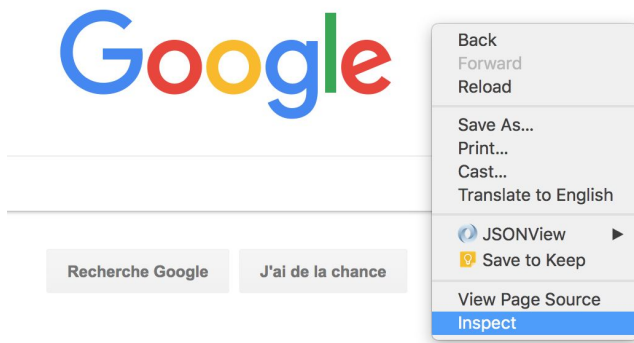 Google
Recherche Google
J'ai de la chance
Back
Forward
Reload
Save As...
Print...
Cast...
Translate to English
JSONView
Save to Keep
View Page Source
Inspect